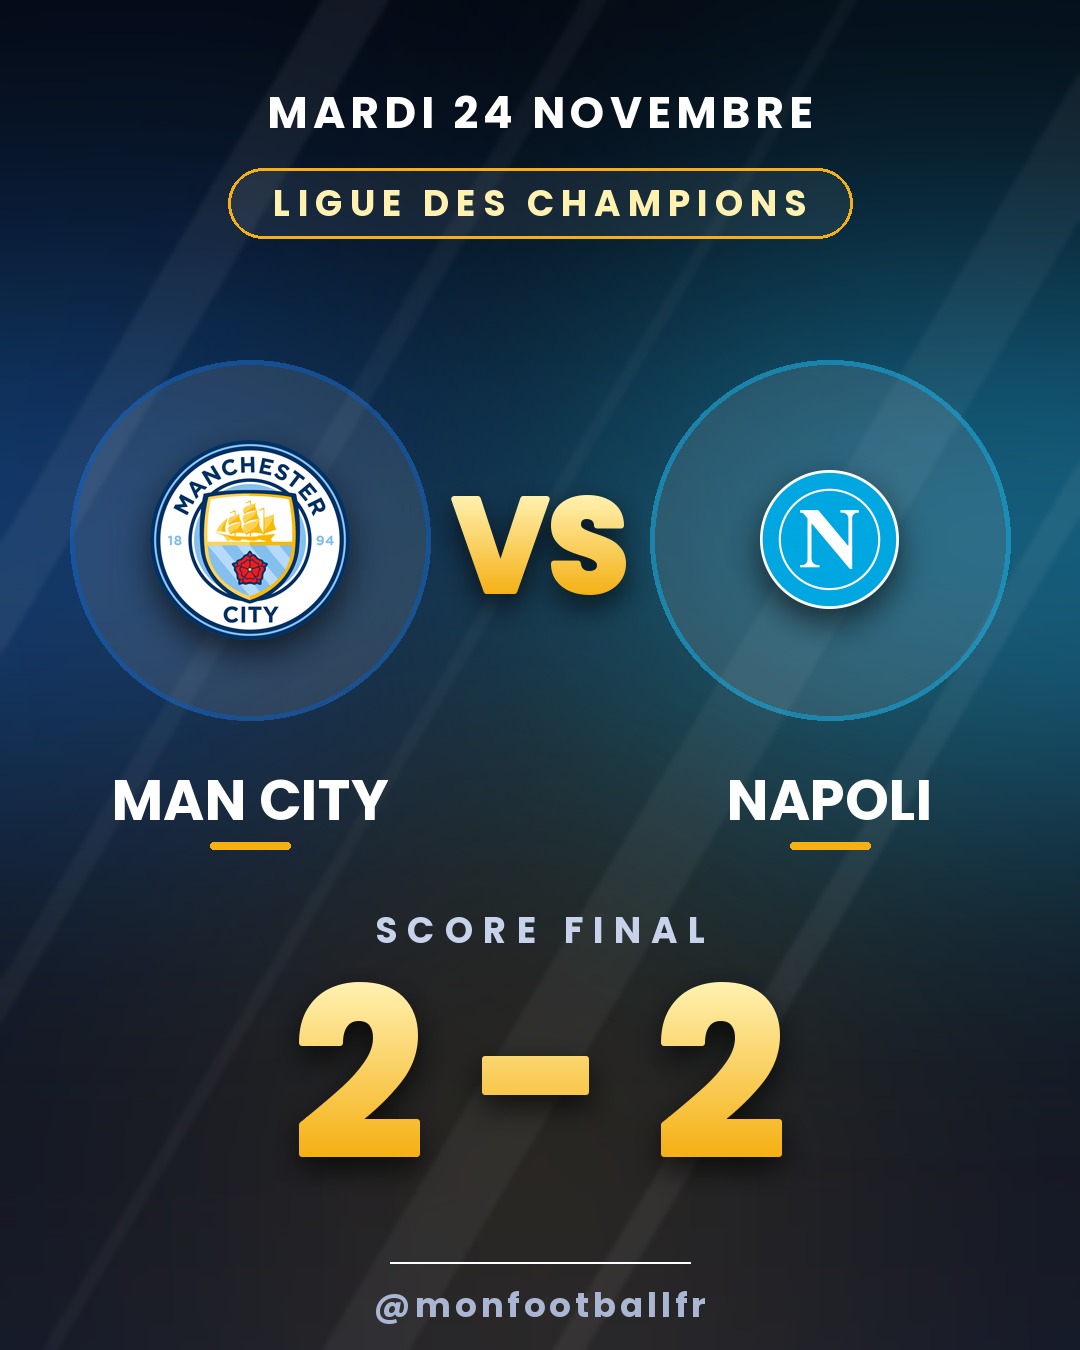 MARDI 24 NOVEMBRE
LIGUE DES CHAMPIONS
MANCHESTER
18 94
CITY
VS
N
MAN CITY
NAPOLI
SCORE FINAL
2 - 2
@monfootballfr